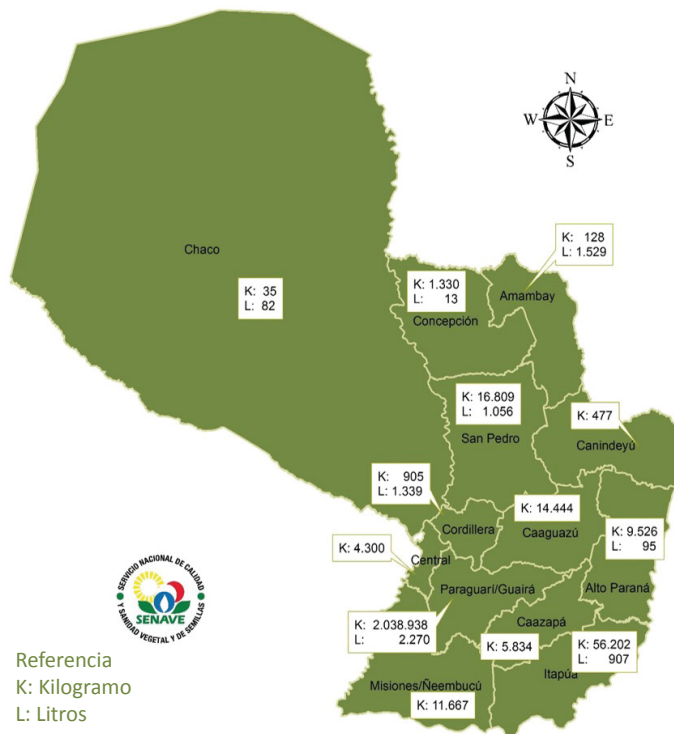 N
W E
S
K: 128
L: 1.529
Chaco
K: 35
L: 82
K: 1.330
L: 13
Concepción
Amambay
K: 16.809
L: 1.056
San Pedro
K: 477
Canindeyú
K: 905
L: 1.339
K: 14.444
Cordillera
Caaguazú
K: 9.526
L: 95
K: 4.300
Central
Alto Paraná
Paraguarí/Guairá
K: 2.038.938
L: 2.270
Caazapá
K: 5.834
K: 56.202
L: 907
Itapúa
Misiones/Ñeembucú
K: 11.667
SERVICIO NACIONAL DE CALIDAD
Y SANIDAD VEGETAL Y DE SEMILLAS
SENAVE
Referencia
K: Kilogramo
L: Litros